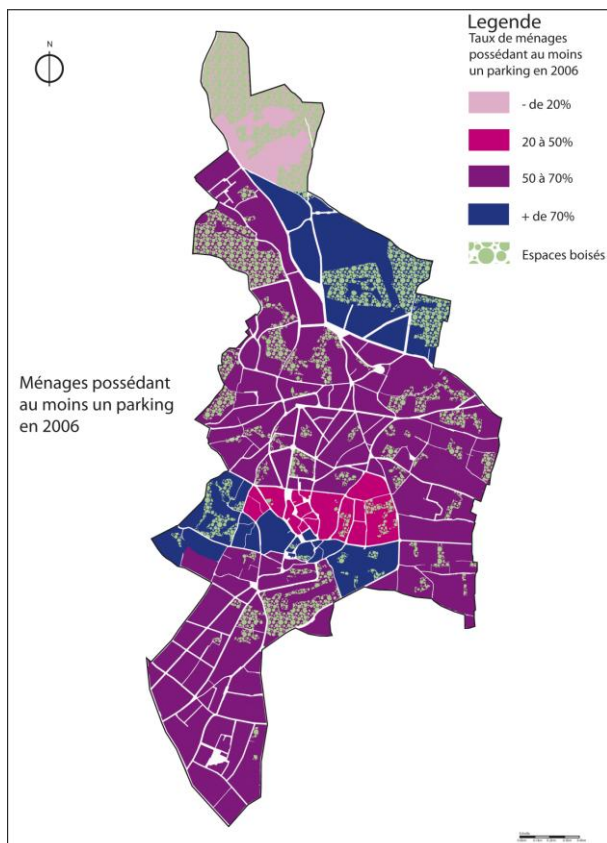 N
Legende
Taux de ménages
possédant au moins
un parking en 2006
- de 20%
20 à 50%
50 à 70%
+ de 70%
Espaces boisés
Ménages possédant
au moins un parking
en 2006